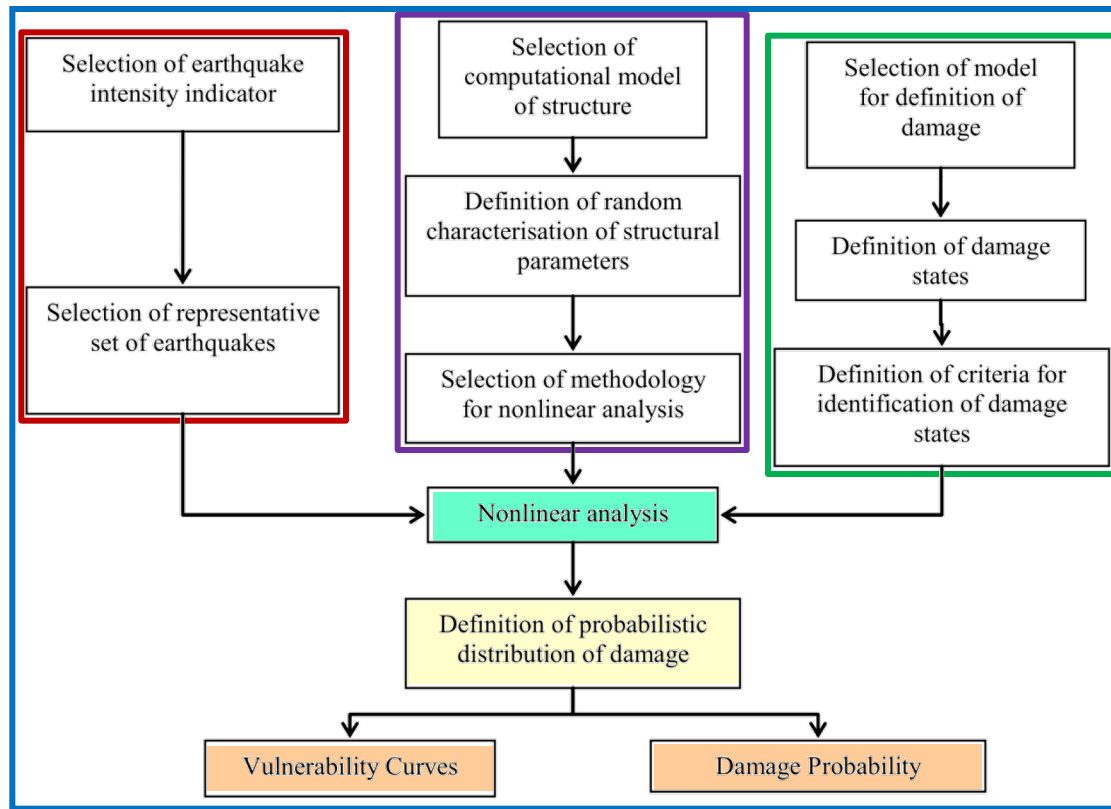 Selection of earthquake
intensity indicator
Selection of representative
set of earthquakes
Selection of
computational model
of structure
Definition of random
characterisation of structural
parameters
Selection of methodology
for nonlinear analysis
Selection of model
for definition of
damage
Definition of damage
states
Definition of criteria for
identification of damage
states
Nonlinear analysis
Definition of probabilistic
distribution of damage
Vulnerability Curves
Damage Probability